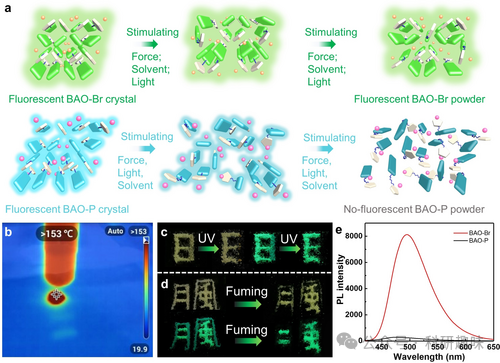 a
Stimulating
Force;
Solvent;
Light
Stimulating
Force;
Solvent;
Light
Fluorescent BAO-Br crystal
Fluorescent BAO-Br powder
Stimulating
Force,
Light,
Solvent
Stimulating
Force,
Light,
Solvent
Fluorescent BAO-P crystal
No-fluorescent BAO-P powder
b
>153 ℃
Auto
>153
19.9
c
UV
UV
d
Fuming
Fuming
e
BAO-Br
BAO-P
PL intensity
8000
6000
4000
2000
0
450
500
550
600
650
Wavelength (nm)